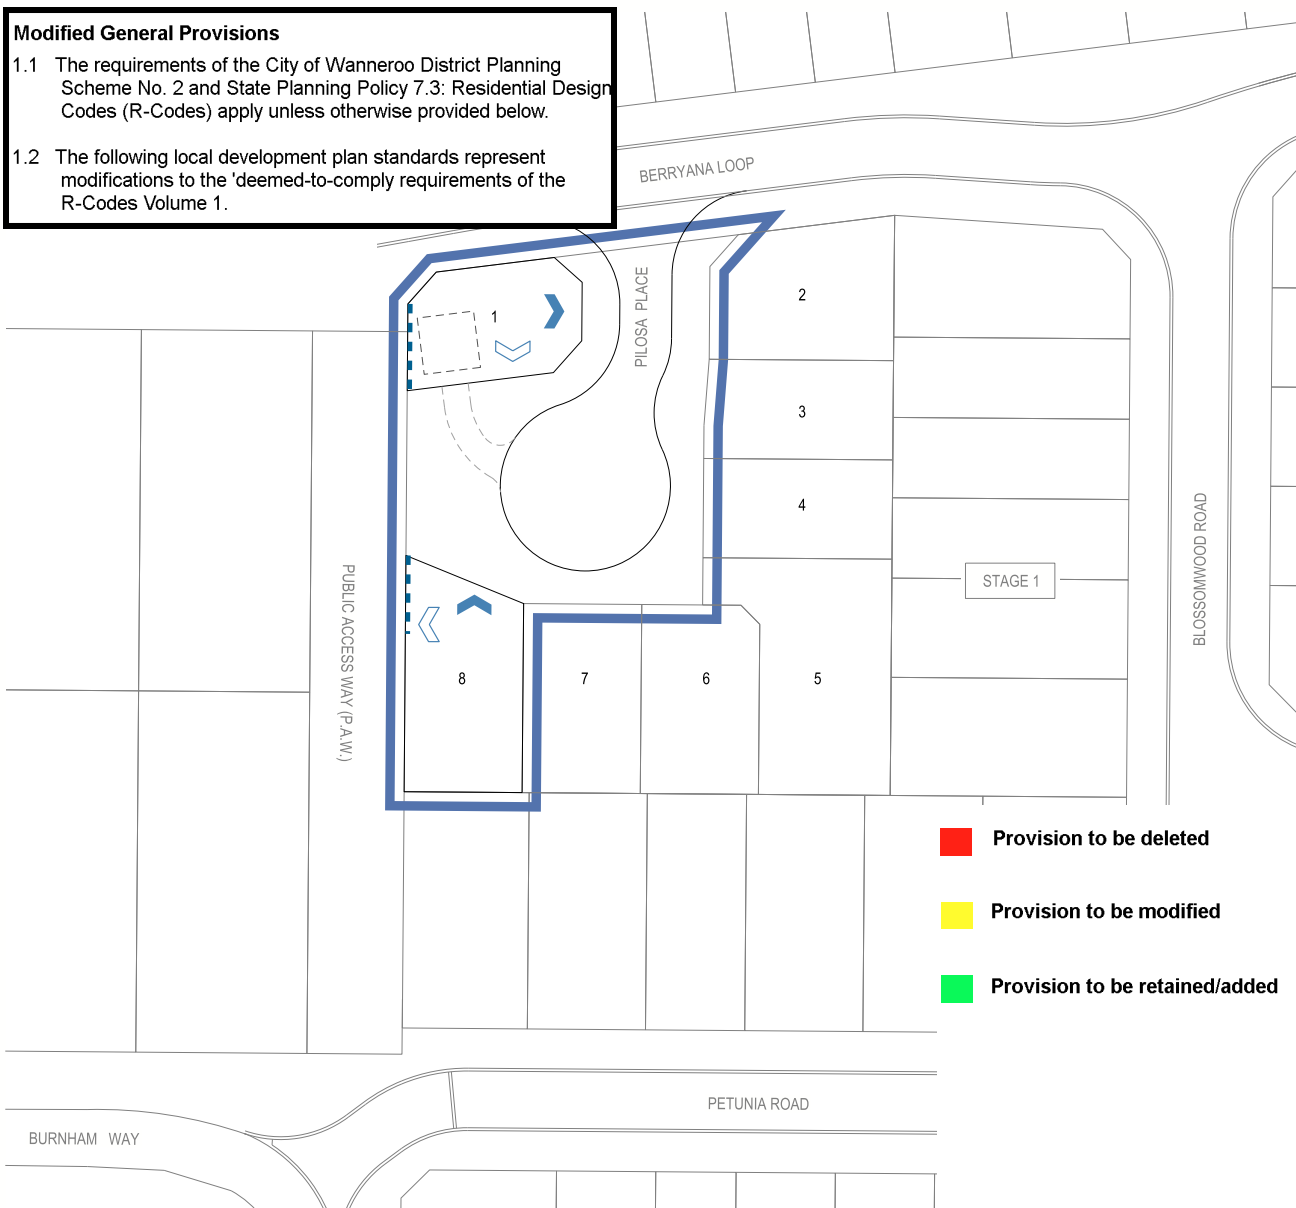 Modified General Provisions
1.1 The requirements of the City of Wanneroo District Planning
Scheme No. 2 and State Planning Policy 7.3: Residential Design
Codes (R-Codes) apply unless otherwise provided below.
1.2 The following local development plan standards represent
modifications to the 'deemed-to-comply requirements of the
R-Codes Volume 1.
BERRYANA LOOP
PILOSA PLACE
1
2
3
4
STAGE 1
BLOSSOMWOOD ROAD
PUBLIC ACCESS WAY (P.A.W.)
8
7
6
5
Provision to be deleted
Provision to be modified
Provision to be retained/added
PETUNIA ROAD
BURNHAM WAY